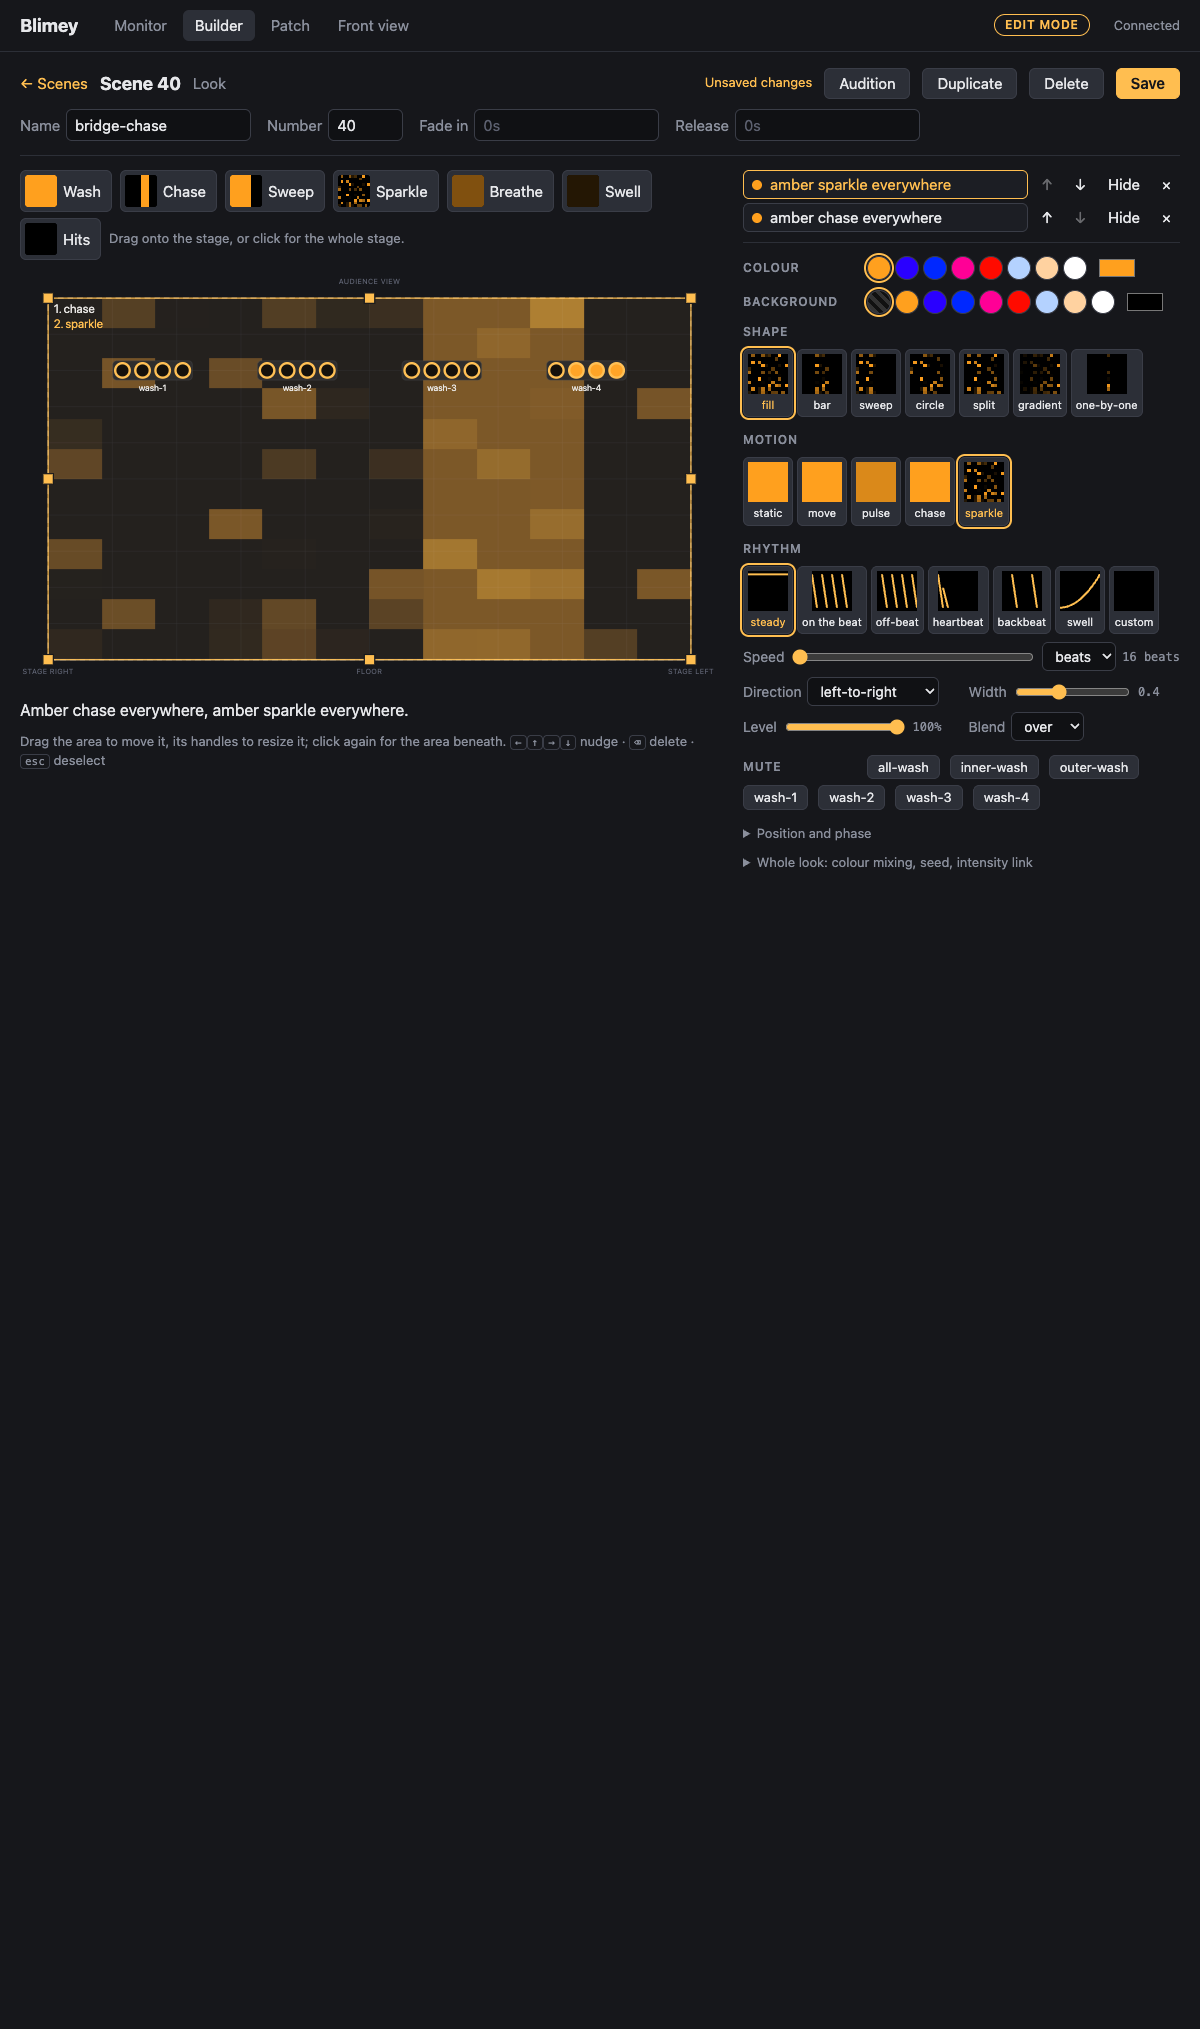 Blimey Monitor Builder Patch Front view EDIT MODE Connected
← Scenes Scene 40 Look Unsaved changes Audition Duplicate Delete Save
Name bridge-chase Number 40 Fade in 0s Release 0s
Wash Chase Sweep Sparkle Breathe Swell
Hits Drag onto the stage, or click for the whole stage.
AUDIENCE VIEW
1. chase
2. sparkle
wash-1 wash-2 wash-3 wash-4
STAGE RIGHT FLOOR STAGE LEFT
Amber chase everywhere, amber sparkle everywhere.
Drag the area to move it, its handles to resize it; click again for the area beneath. ← ↑ → ↓ nudge · ⌫ delete ·
esc deselect
amber sparkle everywhere ↑ ↓ Hide ×
amber chase everywhere ↑ ↓ Hide ×
COLOUR
BACKGROUND
SHAPE
fill bar sweep circle split gradient one-by-one
MOTION
static move pulse chase sparkle
RHYTHM
steady on the beat off-beat heartbeat backbeat swell custom
Speed beats 16 beats
Direction left-to-right Width 0.4
Level 100% Blend over
MUTE all-wash inner-wash outer-wash
wash-1 wash-2 wash-3 wash-4
▶ Position and phase
▶ Whole look: colour mixing, seed, intensity link